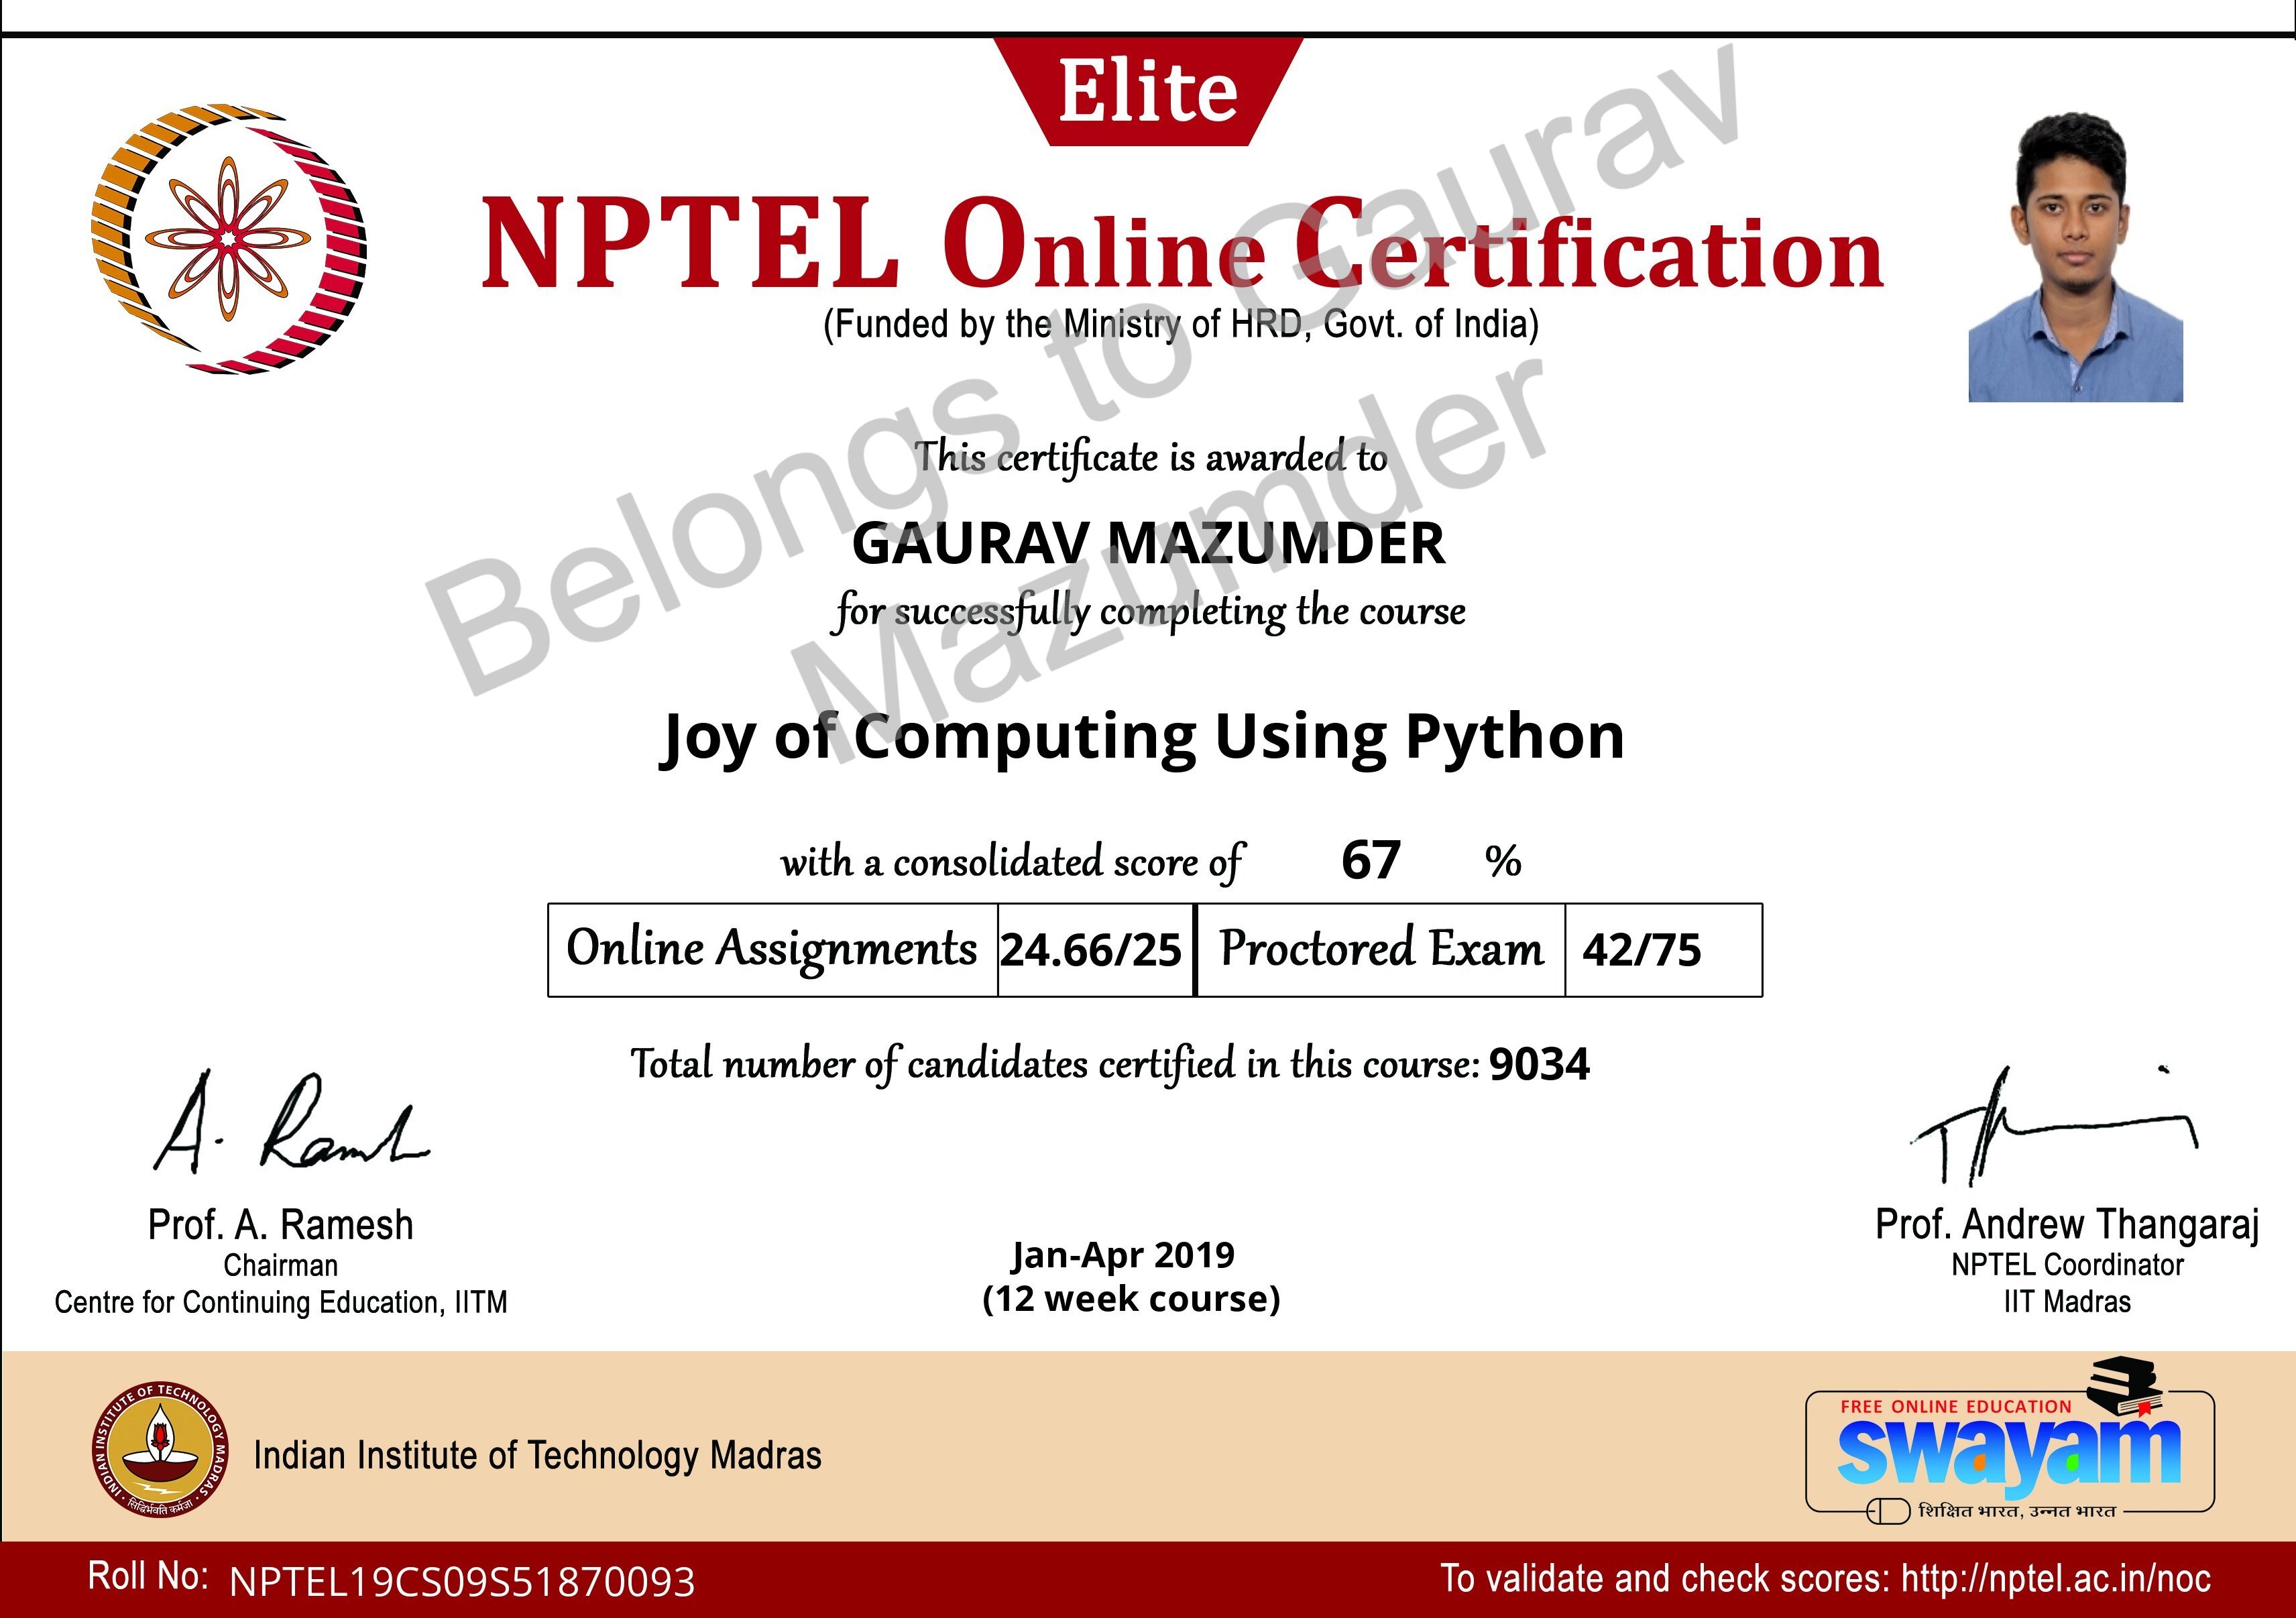 Elite
NPTEL Online Certification
(Funded by the Ministry of HRD, Govt. of India)
Belongs to Gaurav
Mazumder
This certificate is awarded to
GAURAV MAZUMDER
for successfully completing the course
Joy of Computing Using Python
with a consolidated score of 67 %
Online Assignments 24.66/25 Proctored Exam 42/75
Total number of candidates certified in this course: 9034
A. Ramesh
Prof. A. Ramesh
Chairman
Centre for Continuing Education, IITM
Jan-Apr 2019
(12 week course)
Prof. Andrew Thangaraj
NPTEL Coordinator
IIT Madras
INDIAN INSTITUTE OF TECHNOLOGY MADRAS
सिद्धिर्भवति कर्मजा
Indian Institute of Technology Madras
FREE ONLINE EDUCATION
swayam
शिक्षित भारत, उन्नत भारत
Roll No: NPTEL19CS09S51870093
To validate and check scores: http://nptel.ac.in/noc